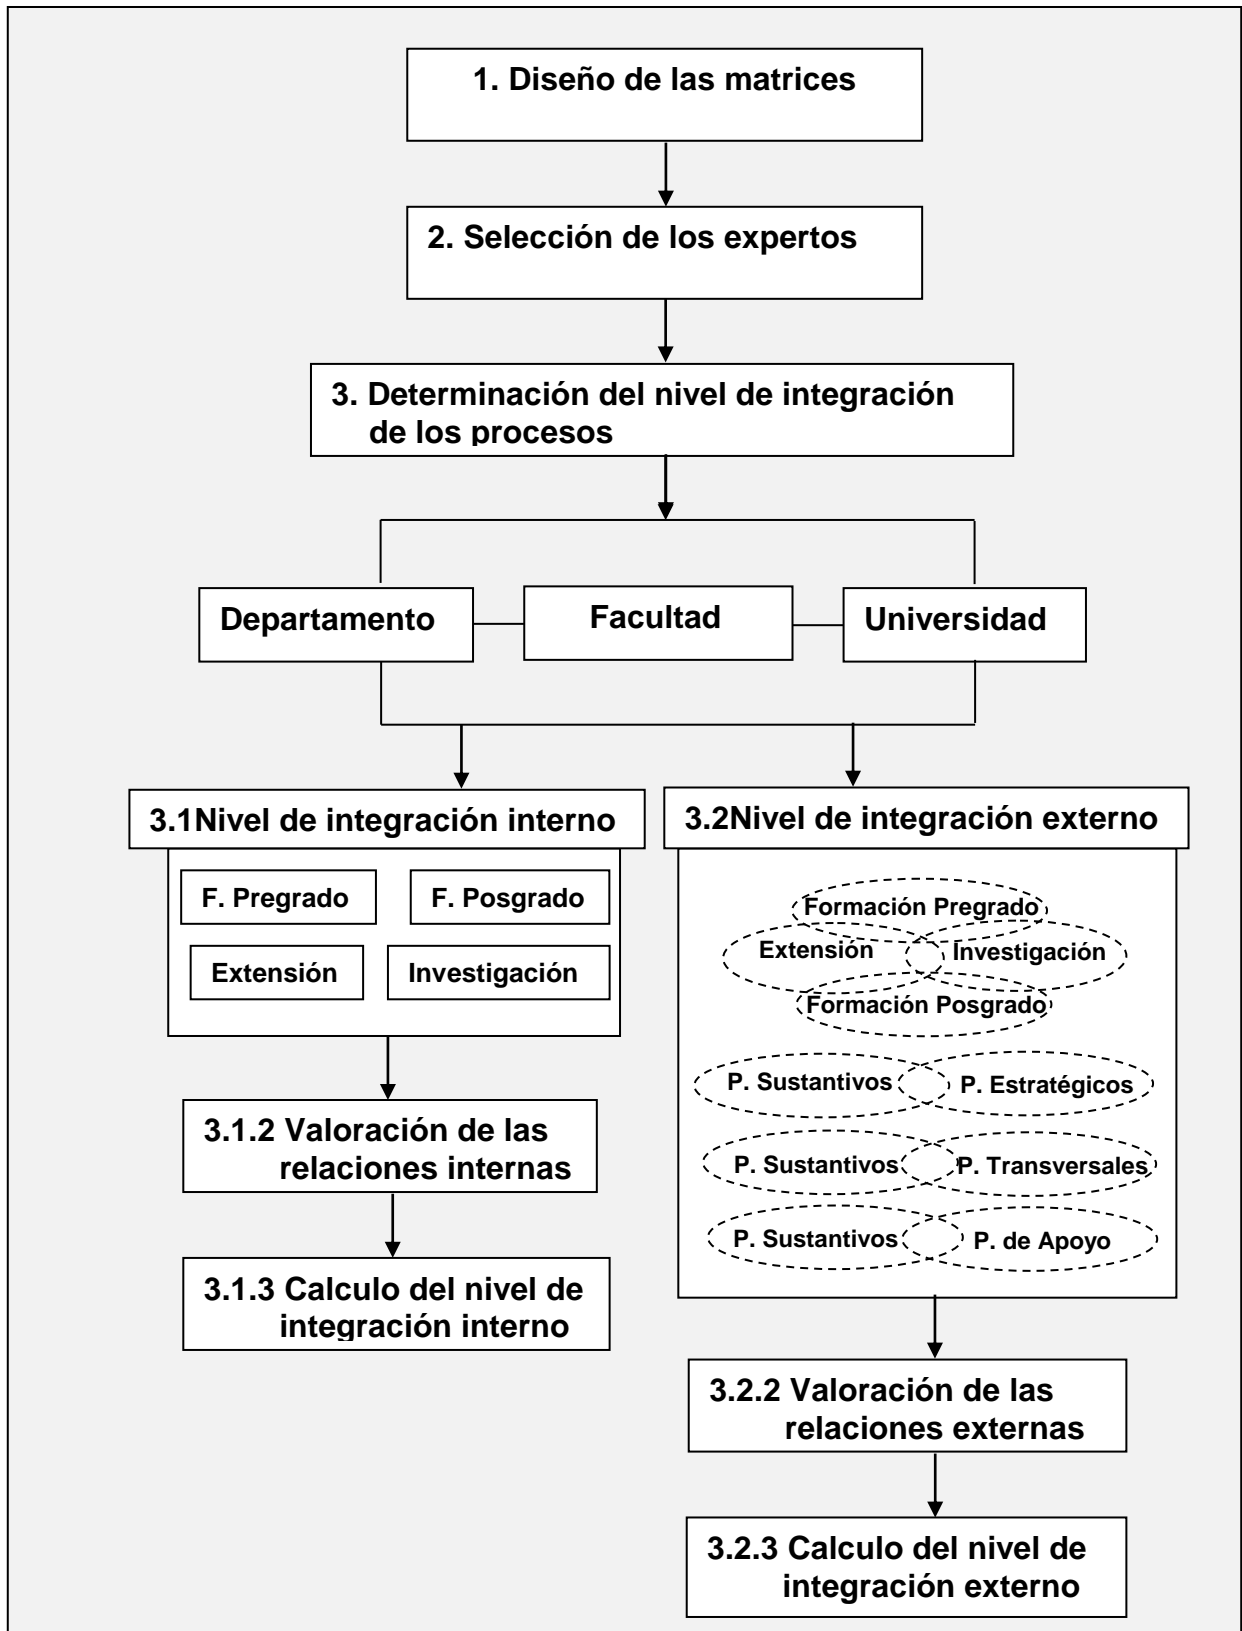 1. Diseño de las matrices
2. Selección de los expertos
3. Determinación del nivel de integración
de los procesos
Departamento
Facultad
Universidad
3.1Nivel de integración interno
F. Pregrado
F. Posgrado
Extensión
Investigación
3.1.2 Valoración de las
relaciones internas
3.1.3 Calculo del nivel de
integración interno
3.2Nivel de integración externo
Formación Pregrado
Extensión
Investigación
Formación Posgrado
P. Sustantivos
P. Estratégicos
P. Sustantivos
P. Transversales
P. Sustantivos
P. de Apoyo
3.2.2 Valoración de las
relaciones externas
3.2.3 Calculo del nivel de
integración externo